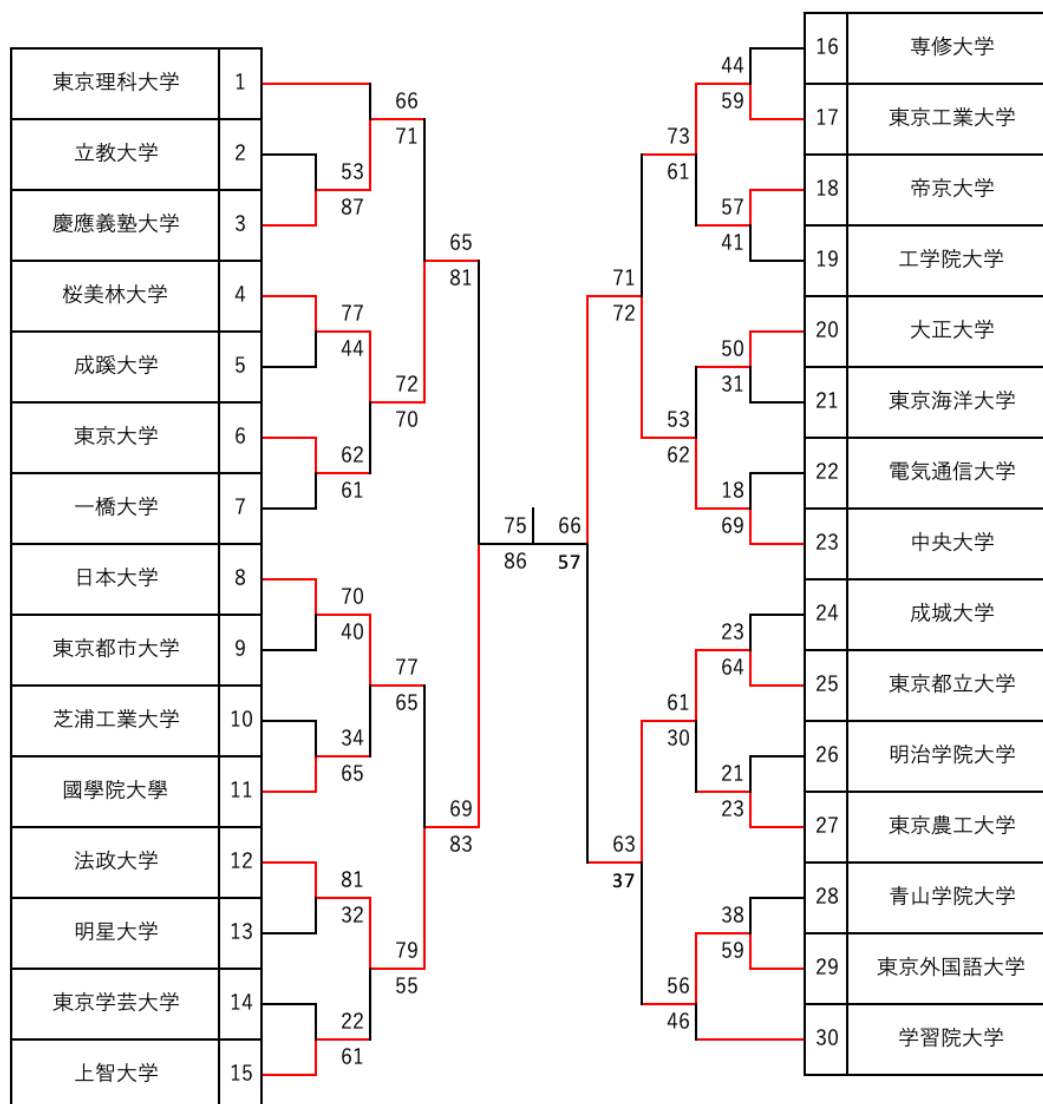 東京理科大学 1
立教大学 2
慶應義塾大学 3
桜美林大学 4
成蹊大学 5
東京大学 6
一橋大学 7
日本大学 8
東京都市大学 9
芝浦工業大学 10
國學院大學 11
法政大学 12
明星大学 13
東京学芸大学 14
上智大学 15
53
87
77
44
62
61
70
40
34
65
81
32
22
61
66
71
72
70
77
65
79
55
65
81
69
83
75 66
86 57
71
72
63
37
73
61
53
62
61
30
56
46
44
59
57
41
50
31
18
69
23
64
21
23
38
59
16 専修大学
17 東京工業大学
18 帝京大学
19 工学院大学
20 大正大学
21 東京海洋大学
22 電気通信大学
23 中央大学
24 成城大学
25 東京都立大学
26 明治学院大学
27 東京農工大学
28 青山学院大学
29 東京外国語大学
30 学習院大学